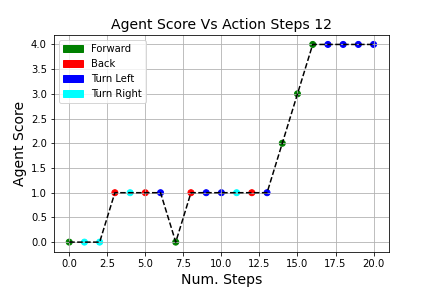 Agent Score Vs Action Steps 12
Forward
Back
Turn Left
Turn Right
Agent Score
4.0
3.5
3.0
2.5
2.0
1.5
1.0
0.5
0.0
0.0 2.5 5.0 7.5 10.0 12.5 15.0 17.5 20.0
Num. Steps